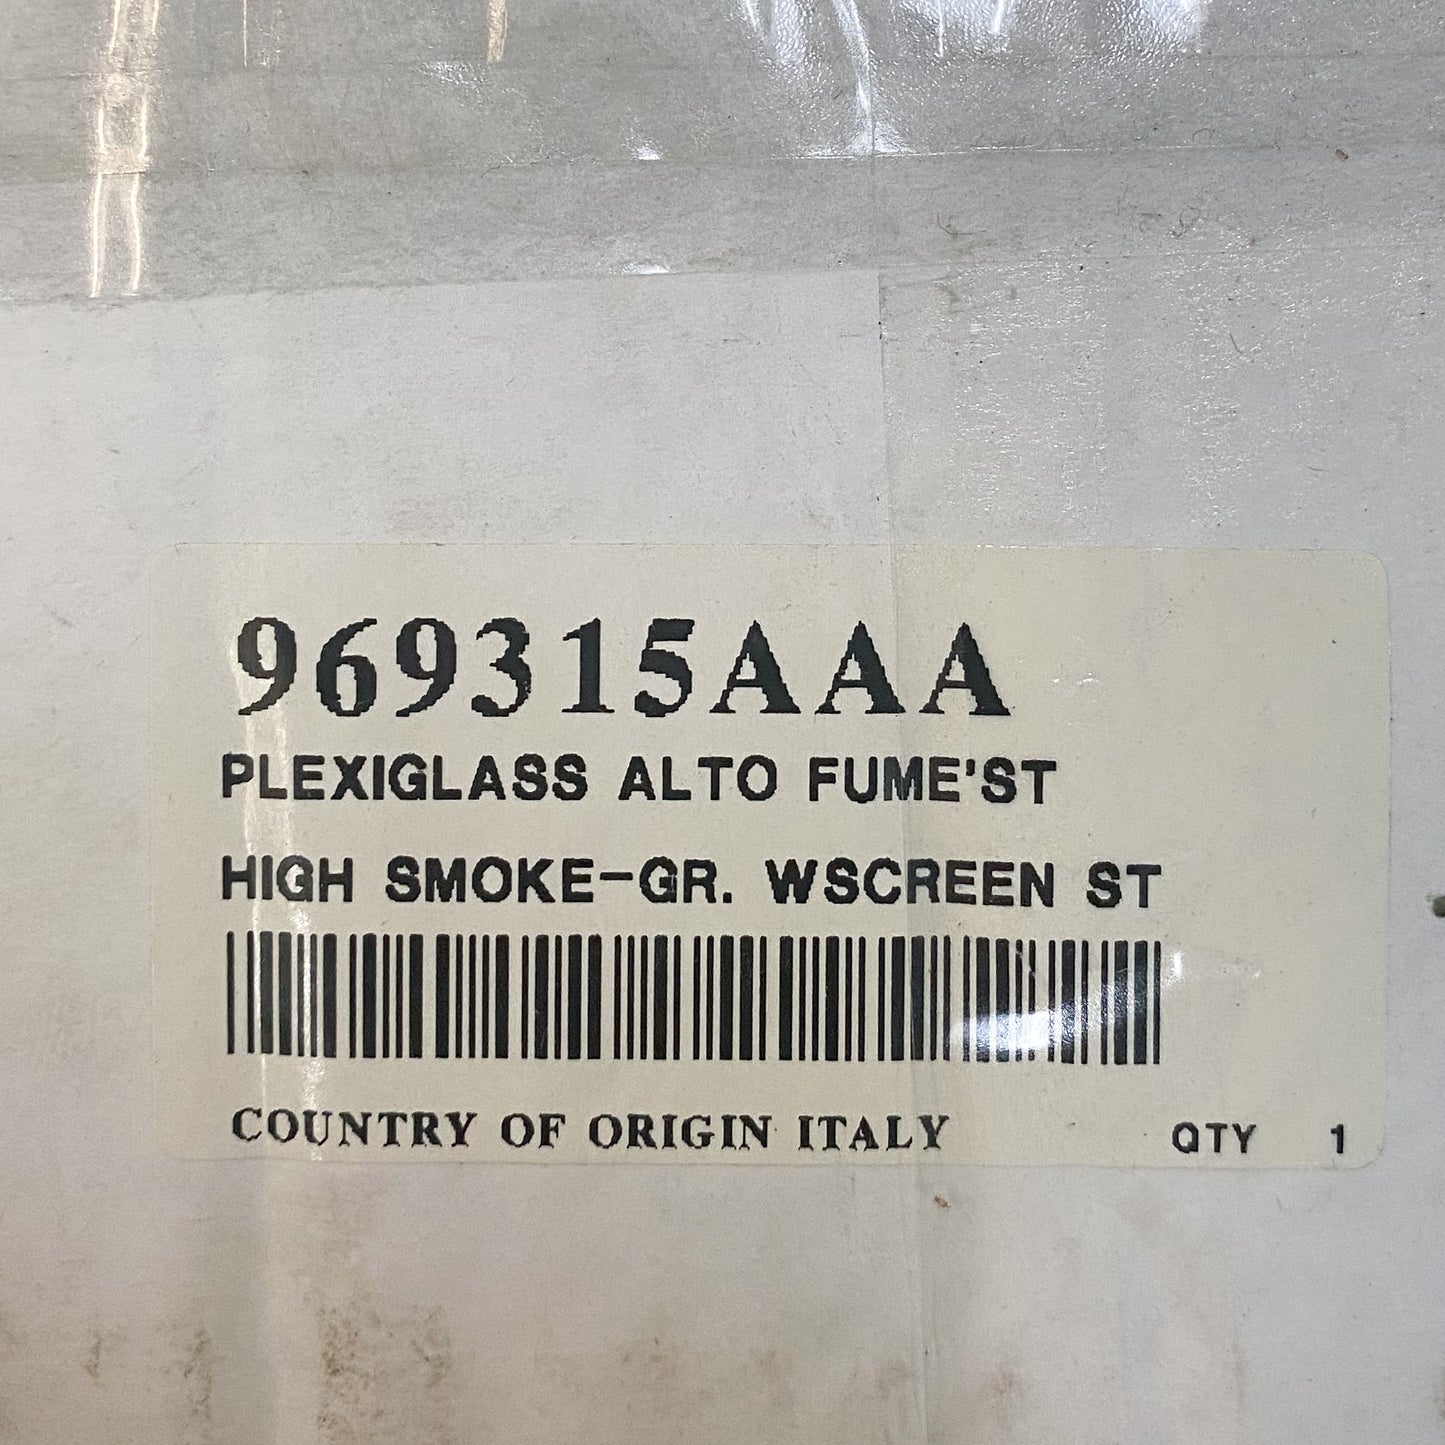 969315AAA
PLEXIGLASS ALTO FUME'ST
HIGH SMOKE-GR. WSCREEN ST
COUNTRY OF ORIGIN ITALY QTY 1